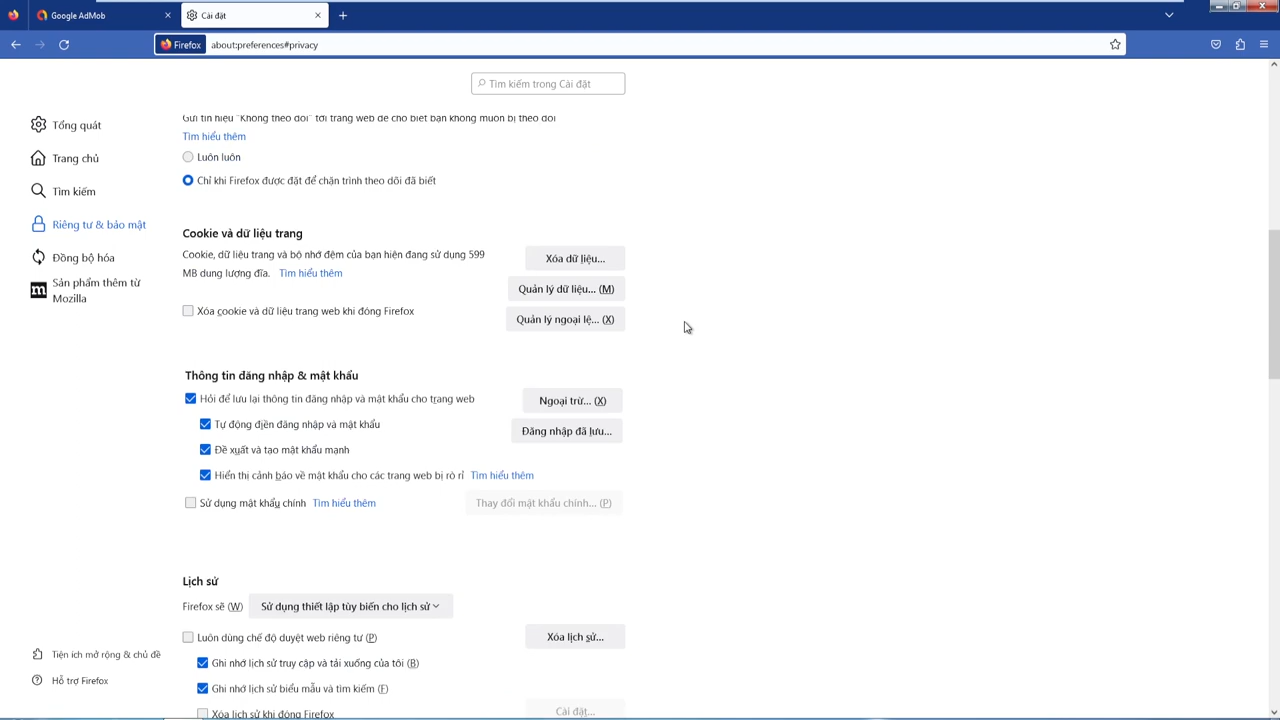 Google AdMob
Cài đặt
Firefox
about:preferences#privacy
Tìm kiếm trong Cài đặt
Tổng quát
Trang chủ
Tìm kiếm
Riêng tư & bảo mật
Đồng bộ hóa
Sản phẩm thêm từ
Mozilla
Tiện ích mở rộng & chủ đề
Hỗ trợ Firefox
Gửi tín hiệu "Không theo dõi" tới trang web để cho biết bạn không muốn bị theo dõi
Tìm hiểu thêm
Luôn luôn
Chỉ khi Firefox được đặt để chặn trình theo dõi đã biết
Cookie và dữ liệu trang
Cookie, dữ liệu trang và bộ nhớ đệm của bạn hiện đang sử dụng 599
MB dung lượng đĩa. Tìm hiểu thêm
Xóa dữ liệu...
Quản lý dữ liệu... (M)
Xóa cookie và dữ liệu trang web khi đóng Firefox
Quản lý ngoại lệ... (X)
Thông tin đăng nhập & mật khẩu
Hỏi để lưu lại thông tin đăng nhập và mật khẩu cho trang web
Ngoại trừ... (X)
Tự động điền đăng nhập và mật khẩu
Đăng nhập đã lưu...
Đề xuất và tạo mật khẩu mạnh
Hiển thị cảnh báo về mật khẩu cho các trang web bị rò rỉ Tìm hiểu thêm
Sử dụng mật khẩu chính Tìm hiểu thêm
Thay đổi mật khẩu chính... (P)
Lịch sử
Firefox sẽ (W) Sử dụng thiết lập tùy biến cho lịch sử
Luôn dùng chế độ duyệt web riêng tư (P)
Xóa lịch sử...
Ghi nhớ lịch sử truy cập và tải xuống của tôi (B)
Ghi nhớ lịch sử biểu mẫu và tìm kiếm (F)
Xóa lịch sử khi đóng Firefox
Cài đặt...